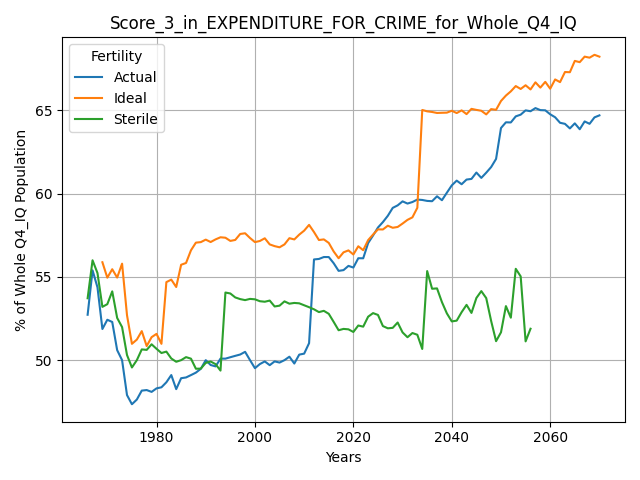 Score_3_in_EXPENDITURE_FOR_CRIME_for_Whole_Q4_IQ
Fertility
Actual
Ideal
Sterile
65
60
55
50
% of Whole Q4_IQ Population
1980
2000
2020
2040
2060
Years